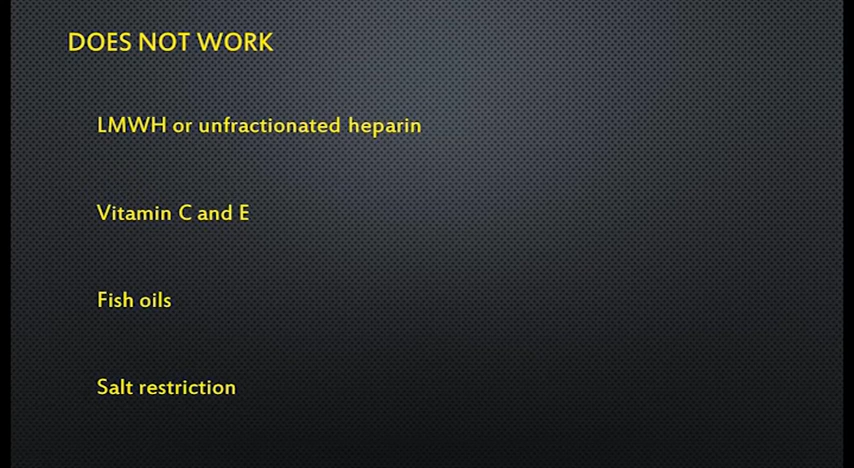 DOES NOT WORK
LMWH or unfractionated heparin
Vitamin C and E
Fish oils
Salt restriction